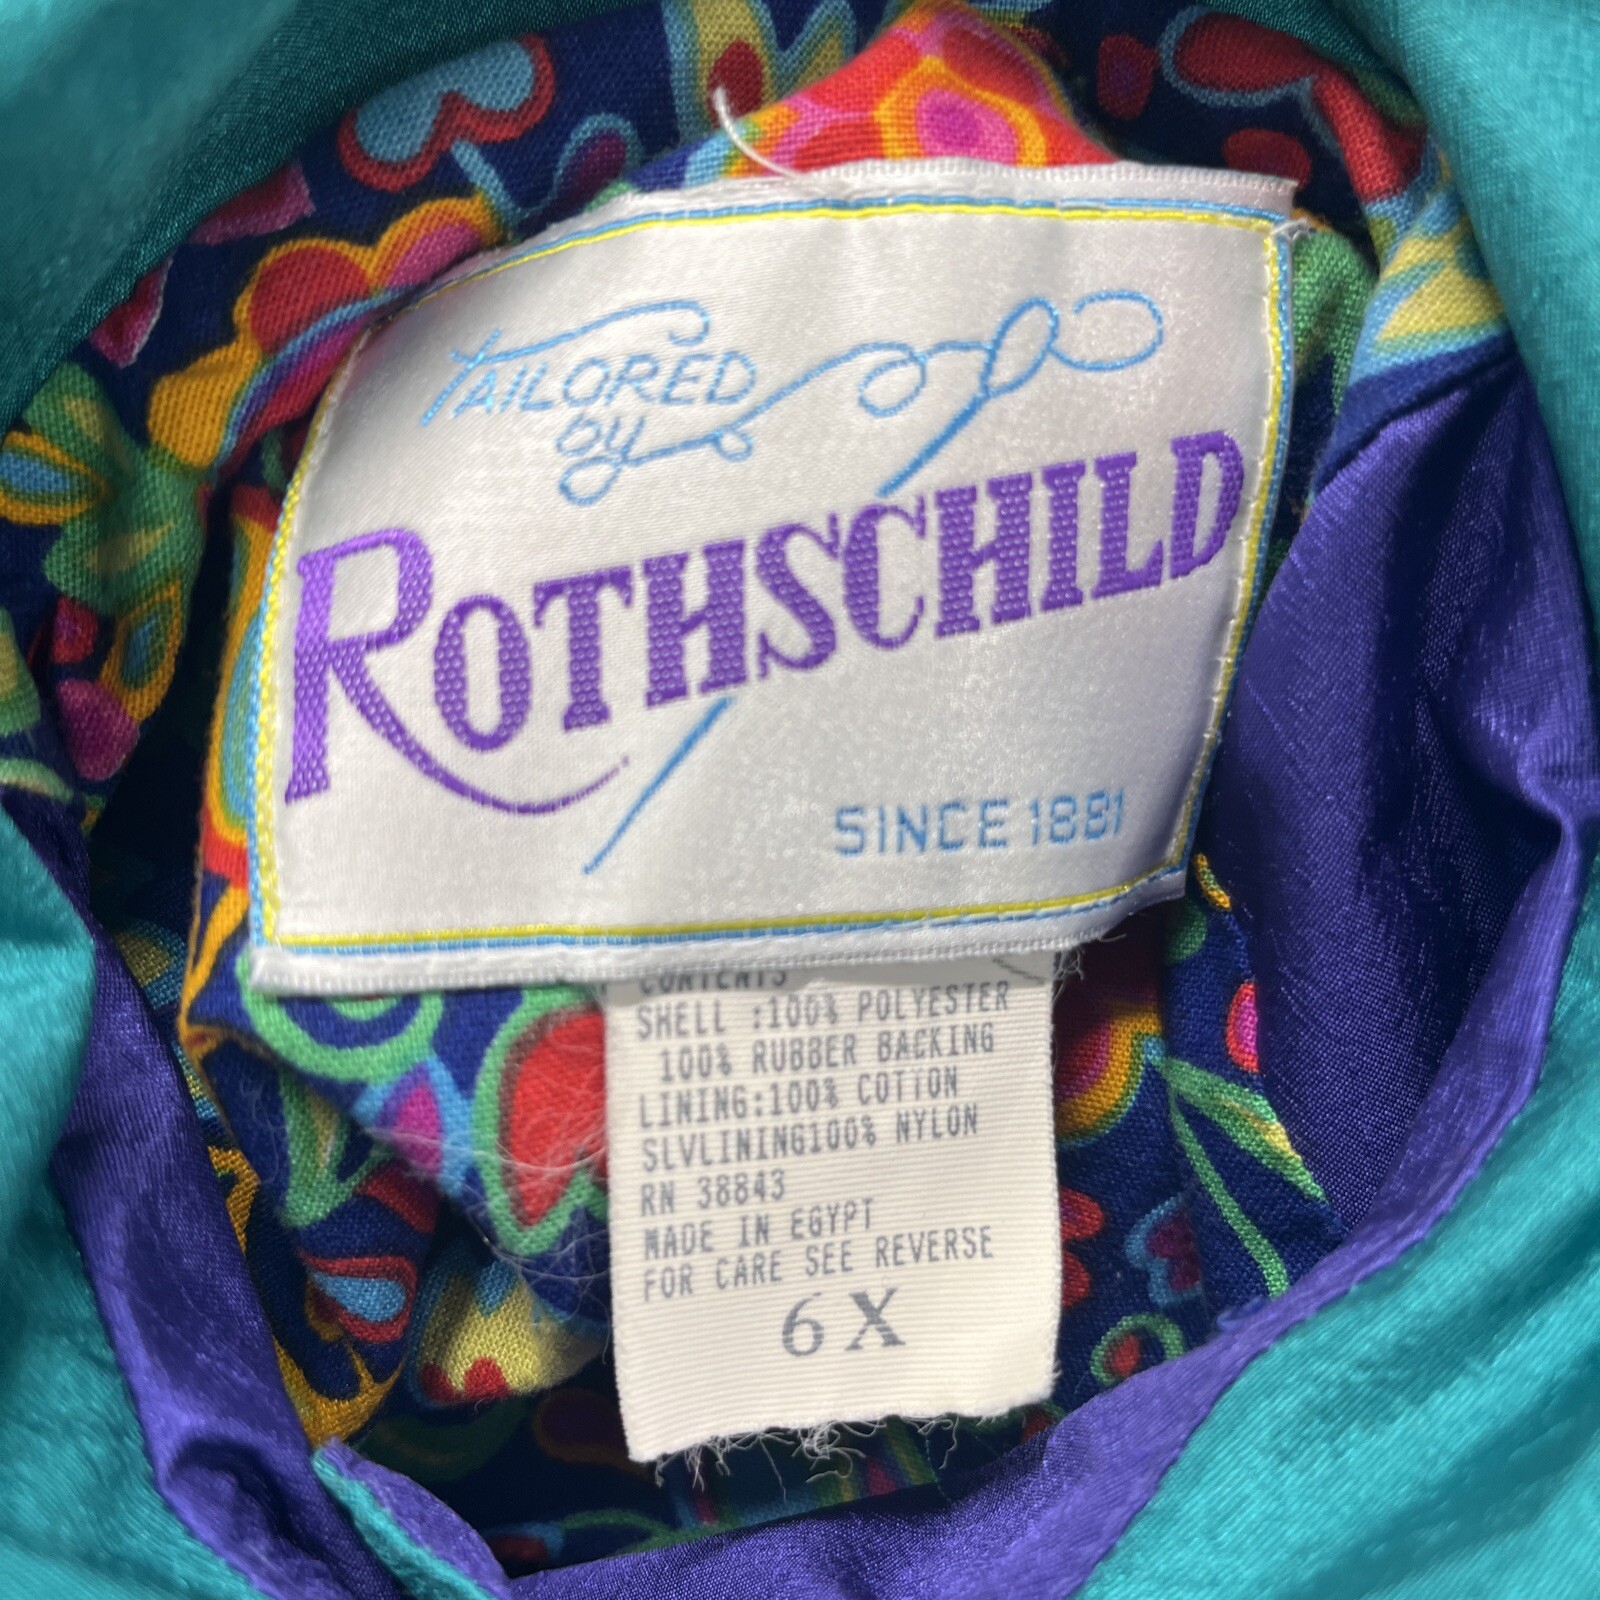 TAILORED
by
ROTHSCHILD
SINCE 1881
CONTENTS
SHELL :100% POLYESTER
100% RUBBER BACKING
LINING:100% COTTON
SLVLINING100% NYLON
RN 38843
MADE IN EGYPT
FOR CARE SEE REVERSE
6X